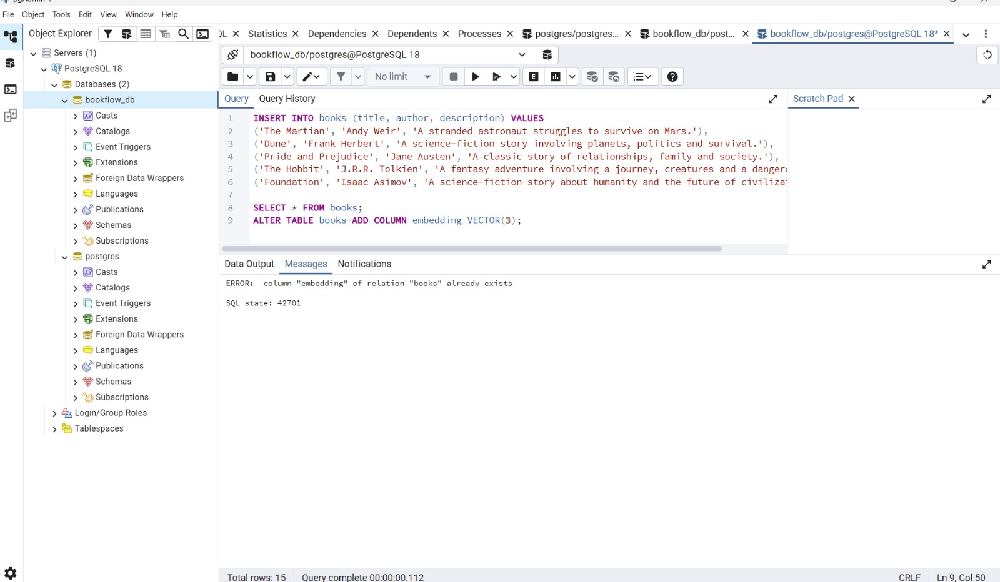 File Object Tools Edit View Window Help
Object Explorer
QL Statistics Dependencies Dependents Processes postgres/postgres... bookflow_db/post... bookflow_db/postgres@PostgreSQL 18*
Servers (1)
PostgreSQL 18
Databases (2)
bookflow_db
Casts
Catalogs
Event Triggers
Extensions
Foreign Data Wrappers
Languages
Publications
Schemas
Subscriptions
postgres
Casts
Catalogs
Event Triggers
Extensions
Foreign Data Wrappers
Languages
Publications
Schemas
Subscriptions
Login/Group Roles
Tablespaces
bookflow_db/postgres@PostgreSQL 18
No limit
E
Query Query History
Scratch Pad
1 INSERT INTO books (title, author, description) VALUES
2 ('The Martian', 'Andy Weir', 'A stranded astronaut struggles to survive on Mars.'),
3 ('Dune', 'Frank Herbert', 'A science-fiction story involving planets, politics and survival.'),
4 ('Pride and Prejudice', 'Jane Austen', 'A classic story of relationships, family and society.'),
5 ('The Hobbit', 'J.R.R. Tolkien', 'A fantasy adventure involving a journey, creatures and a dangero
6 ('Foundation', 'Isaac Asimov', 'A science-fiction story about humanity and the future of civilizat
7
8 SELECT * FROM books;
9 ALTER TABLE books ADD COLUMN embedding VECTOR(3);
Data Output Messages Notifications
ERROR: column "embedding" of relation "books" already exists
SQL state: 42701
Total rows: 15 Query complete 00:00:00.112 CRLF Ln 9, Col 50